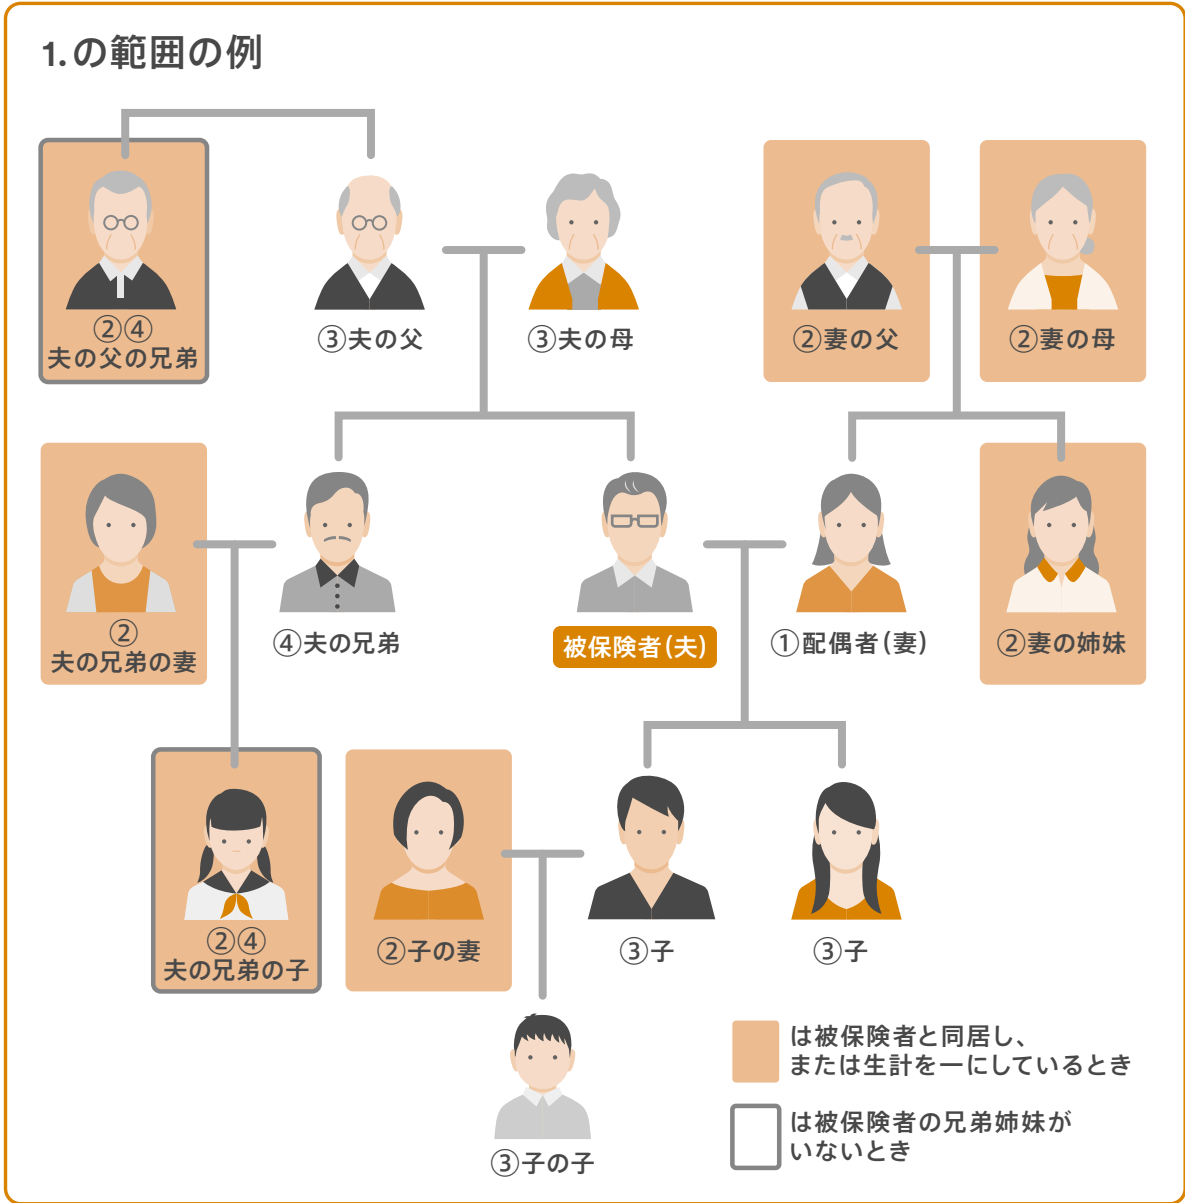 1.の範囲の例
②④
夫の父の兄弟
③夫の父
③夫の母
②妻の父
②妻の母
②
夫の兄弟の妻
④夫の兄弟
被保険者(夫)
①配偶者(妻)
②妻の姉妹
②④
夫の兄弟の子
②子の妻
③子
③子
③子の子
は被保険者と同居し、
または生計を一にしているとき
は被保険者の兄弟姉妹が
いないとき